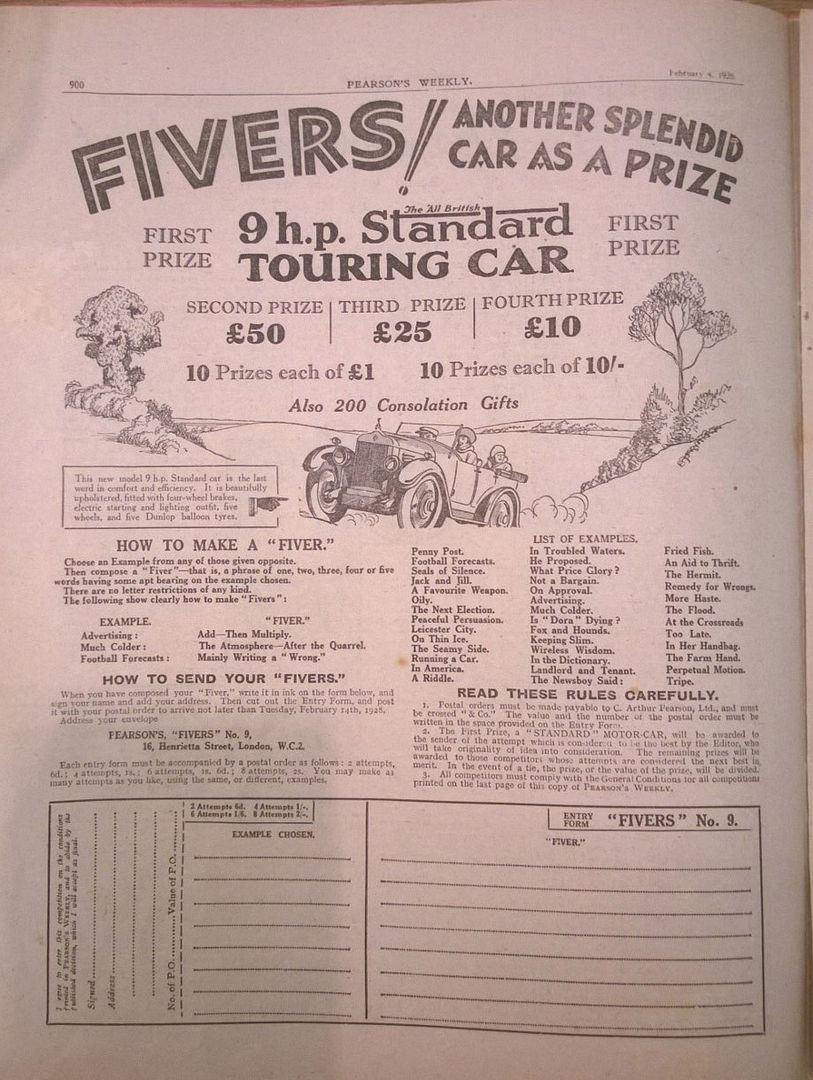 900
PEARSON'S WEEKLY.
February 4, 1928.
FIVERS!
ANOTHER SPLENDID
CAR AS A PRIZE
FIRST
PRIZE
The All British
9 h.p. Standard
TOURING CAR
FIRST
PRIZE
SECOND PRIZE
£50
THIRD PRIZE
£25
FOURTH PRIZE
£10
10 Prizes each of £1
10 Prizes each of 10/-
Also 200 Consolation Gifts
This new model 9 h.p. Standard car is the last
word in comfort and efficiency. It is beautifully
upholstered, fitted with four-wheel brakes,
electric starting and lighting outfit, five
wheels, and five Dunlop balloon tyres.
HOW TO MAKE A "FIVER."
Choose an Example from any of those given opposite.
Then compose a "Fiver"—that is, a phrase of one, two, three, four or five
words having some apt bearing on the example chosen.
There are no letter restrictions of any kind.
The following show clearly how to make "Fivers":
EXAMPLE. "FIVER."
Advertising: Add—Then Multiply.
Much Colder: The Atmosphere—After the Quarrel.
Football Forecasts: Mainly Writing a "Wrong."
HOW TO SEND YOUR "FIVERS."
When you have composed your "Fiver," write it in ink on the form below, and
sign your name and add your address. Then cut out the Entry Form, and post
it with your postal order to arrive not later than Tuesday, February 14th, 1928.
Address your envelope
PEARSON'S, "FIVERS" No. 9,
16, Henrietta Street, London, W.C.2.
Each entry form must be accompanied by a postal order as follows: 2 attempts,
6d.; 4 attempts, 1s.; 6 attempts, 1s. 6d.; 8 attempts, 2s. You may make as
many attempts as you like, using the same, or different, examples.
LIST OF EXAMPLES.
Penny Post.
Football Forecasts.
Seals of Silence.
Jack and Jill.
A Favourite Weapon.
Oily.
The Next Election.
Peaceful Persuasion.
Leicester City.
On Thin Ice.
The Seamy Side.
Running a Car.
In America.
A Riddle.
In Troubled Waters.
He Proposed.
What Price Glory?
Not a Bargain.
On Approval.
Advertising.
Much Colder.
Is "Dora" Dying?
Fox and Hounds.
Keeping Slim.
Wireless Wisdom.
In the Dictionary.
Landlord and Tenant.
The Newsboy Said:
Fried Fish.
An Aid to Thrift.
The Hermit.
Remedy for Wrongs.
More Haste.
The Flood.
At the Crossroads
Too Late.
In Her Handbag.
The Farm Hand.
Perpetual Motion.
Tripe.
READ THESE RULES CAREFULLY.
1. Postal orders must be made payable to C. Arthur Pearson, Ltd., and must
be crossed "& Co." The value and the number of the postal order must be
written in the space provided on the Entry Form.
2. The First Prize, a "STANDARD" MOTOR-CAR, will be awarded to
the sender of the attempt which is considered to be the best by the Editor, who
will take originality of idea into consideration. The remaining prizes will be
awarded to those competitors whose attempts are considered the next best in
merit. In the event of a tie, the prize, or the value of the prize, will be divided.
3. All competitors must comply with the General Conditions for all competitions
printed on the last page of this copy of PEARSON'S WEEKLY.
I agree to enter this competition on the conditions
printed in PEARSON'S WEEKLY, and to abide by the
published decision, which I will accept as final.
Signed
Address
No. of P.O. Value of P.O.
2 Attempts 6d. 4 Attempts 1/-.
6 Attempts 1/6. 8 Attempts 2/-.
EXAMPLE CHOSEN.
ENTRY
FORM
"FIVERS" No. 9.
"FIVER."